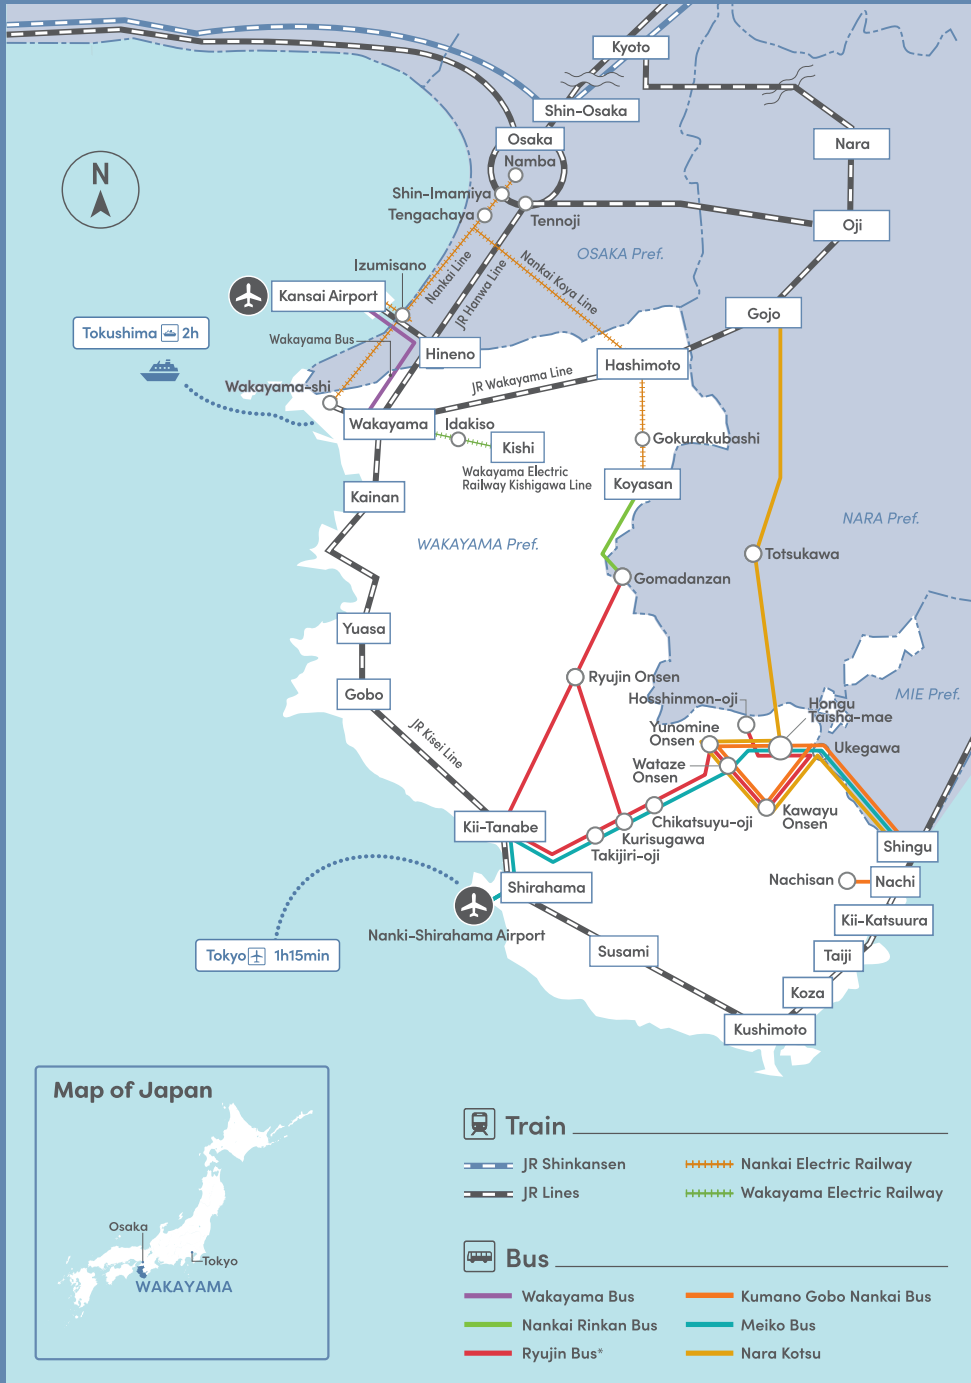 Kyoto
Shin-Osaka
Osaka
Nara
Namba
N
Shin-Imamiya
Tengachaya
Tennoji
Oji
OSAKA Pref.
Izumisano
Nankai Line
JR Hanwa Line
Nankai Koya Line
Kansai Airport
Gojo
Tokushima 2h
Wakayama Bus
Hineno
Hashimoto
JR Wakayama Line
Wakayama-shi
Wakayama
Idakiso
Kishi
Gokurakubashi
Wakayama Electric
Railway Kishigawa Line
Koyasan
Kainan
NARA Pref.
WAKAYAMA Pref.
Totsukawa
Gomadanzan
Yuasa
Ryujin Onsen
Gobo
Hosshinmon-oji
MIE Pref.
Hongu
Taisha-mae
JR Kisei Line
Yunomine
Onsen
Ukegawa
Wataze
Onsen
Kawayu
Onsen
Chikatsuyu-oji
Kii-Tanabe
Kurisugawa
Takijiri-oji
Shingu
Shirahama
Nachisan
Nachi
Kii-Katsuura
Nanki-Shirahama Airport
Tokyo 1h15min
Susami
Taiji
Koza
Kushimoto
Map of Japan
Osaka
Tokyo
WAKAYAMA
Train
JR Shinkansen
Nankai Electric Railway
JR Lines
Wakayama Electric Railway
Bus
Wakayama Bus
Kumano Gobo Nankai Bus
Nankai Rinkan Bus
Meiko Bus
Ryujin Bus*
Nara Kotsu